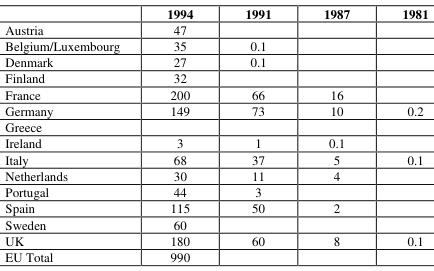 1994 1991 1987 1981
Austria 47
Belgium/Luxembourg 35 0.1
Denmark 27 0.1
Finland 32
France 200 66 16
Germany 149 73 10 0.2
Greece
Ireland 3 1 0.1
Italy 68 37 5 0.1
Netherlands 30 11 4
Portugal 44 3
Spain 115 50 2
Sweden 60
UK 180 60 8 0.1
EU Total 990